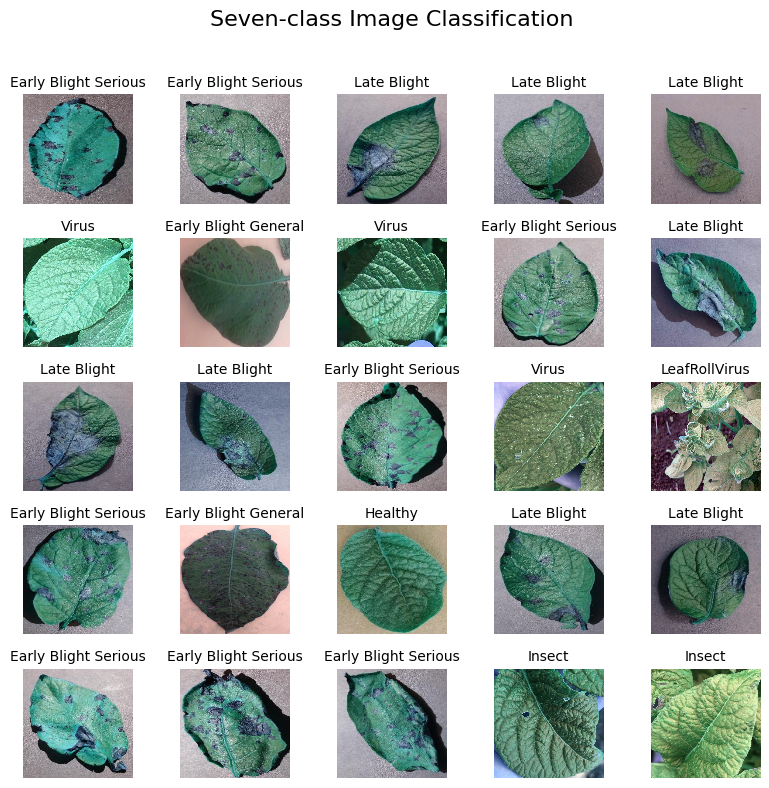 Seven-class Image Classification
Early Blight Serious
Early Blight Serious
Late Blight
Late Blight
Late Blight
Virus
Early Blight General
Virus
Early Blight Serious
Late Blight
Late Blight
Late Blight
Early Blight Serious
Virus
LeafRollVirus
Early Blight Serious
Early Blight General
Healthy
Late Blight
Late Blight
Early Blight Serious
Early Blight Serious
Early Blight Serious
Insect
Insect